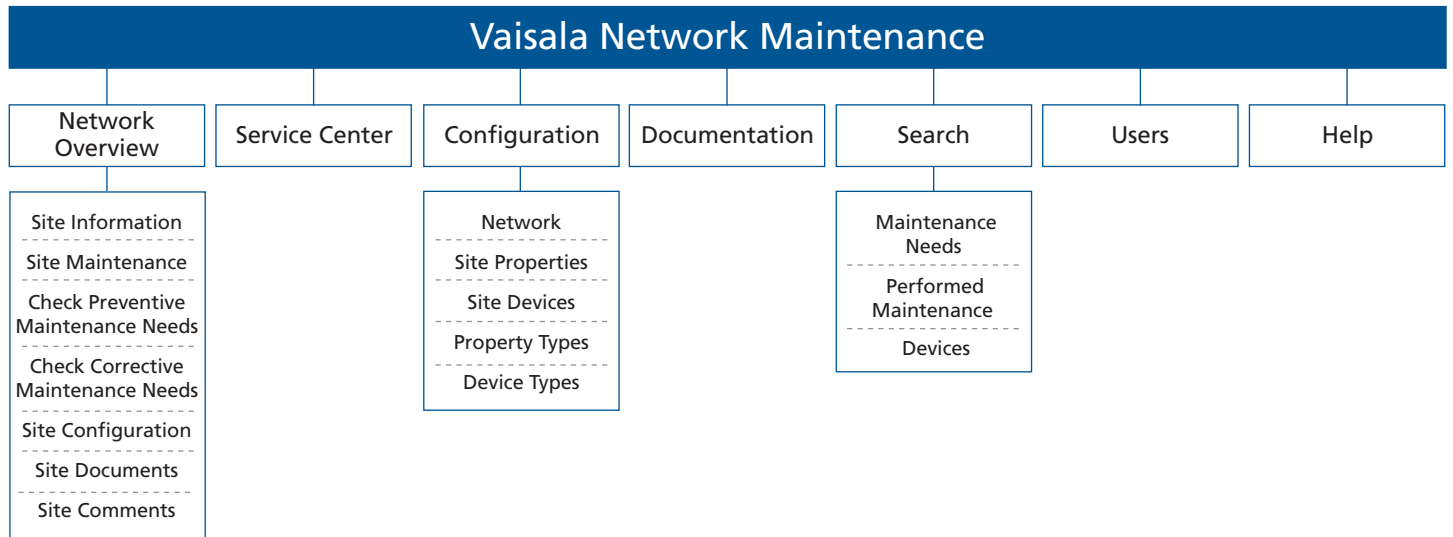 Vaisala Network Maintenance
Network
Overview
Service Center
Configuration
Documentation
Search
Users
Help
Site Information
Site Maintenance
Check Preventive
Maintenance Needs
Check Corrective
Maintenance Needs
Site Configuration
Site Documents
Site Comments
Network
Site Properties
Site Devices
Property Types
Device Types
Maintenance
Needs
Performed
Maintenance
Devices